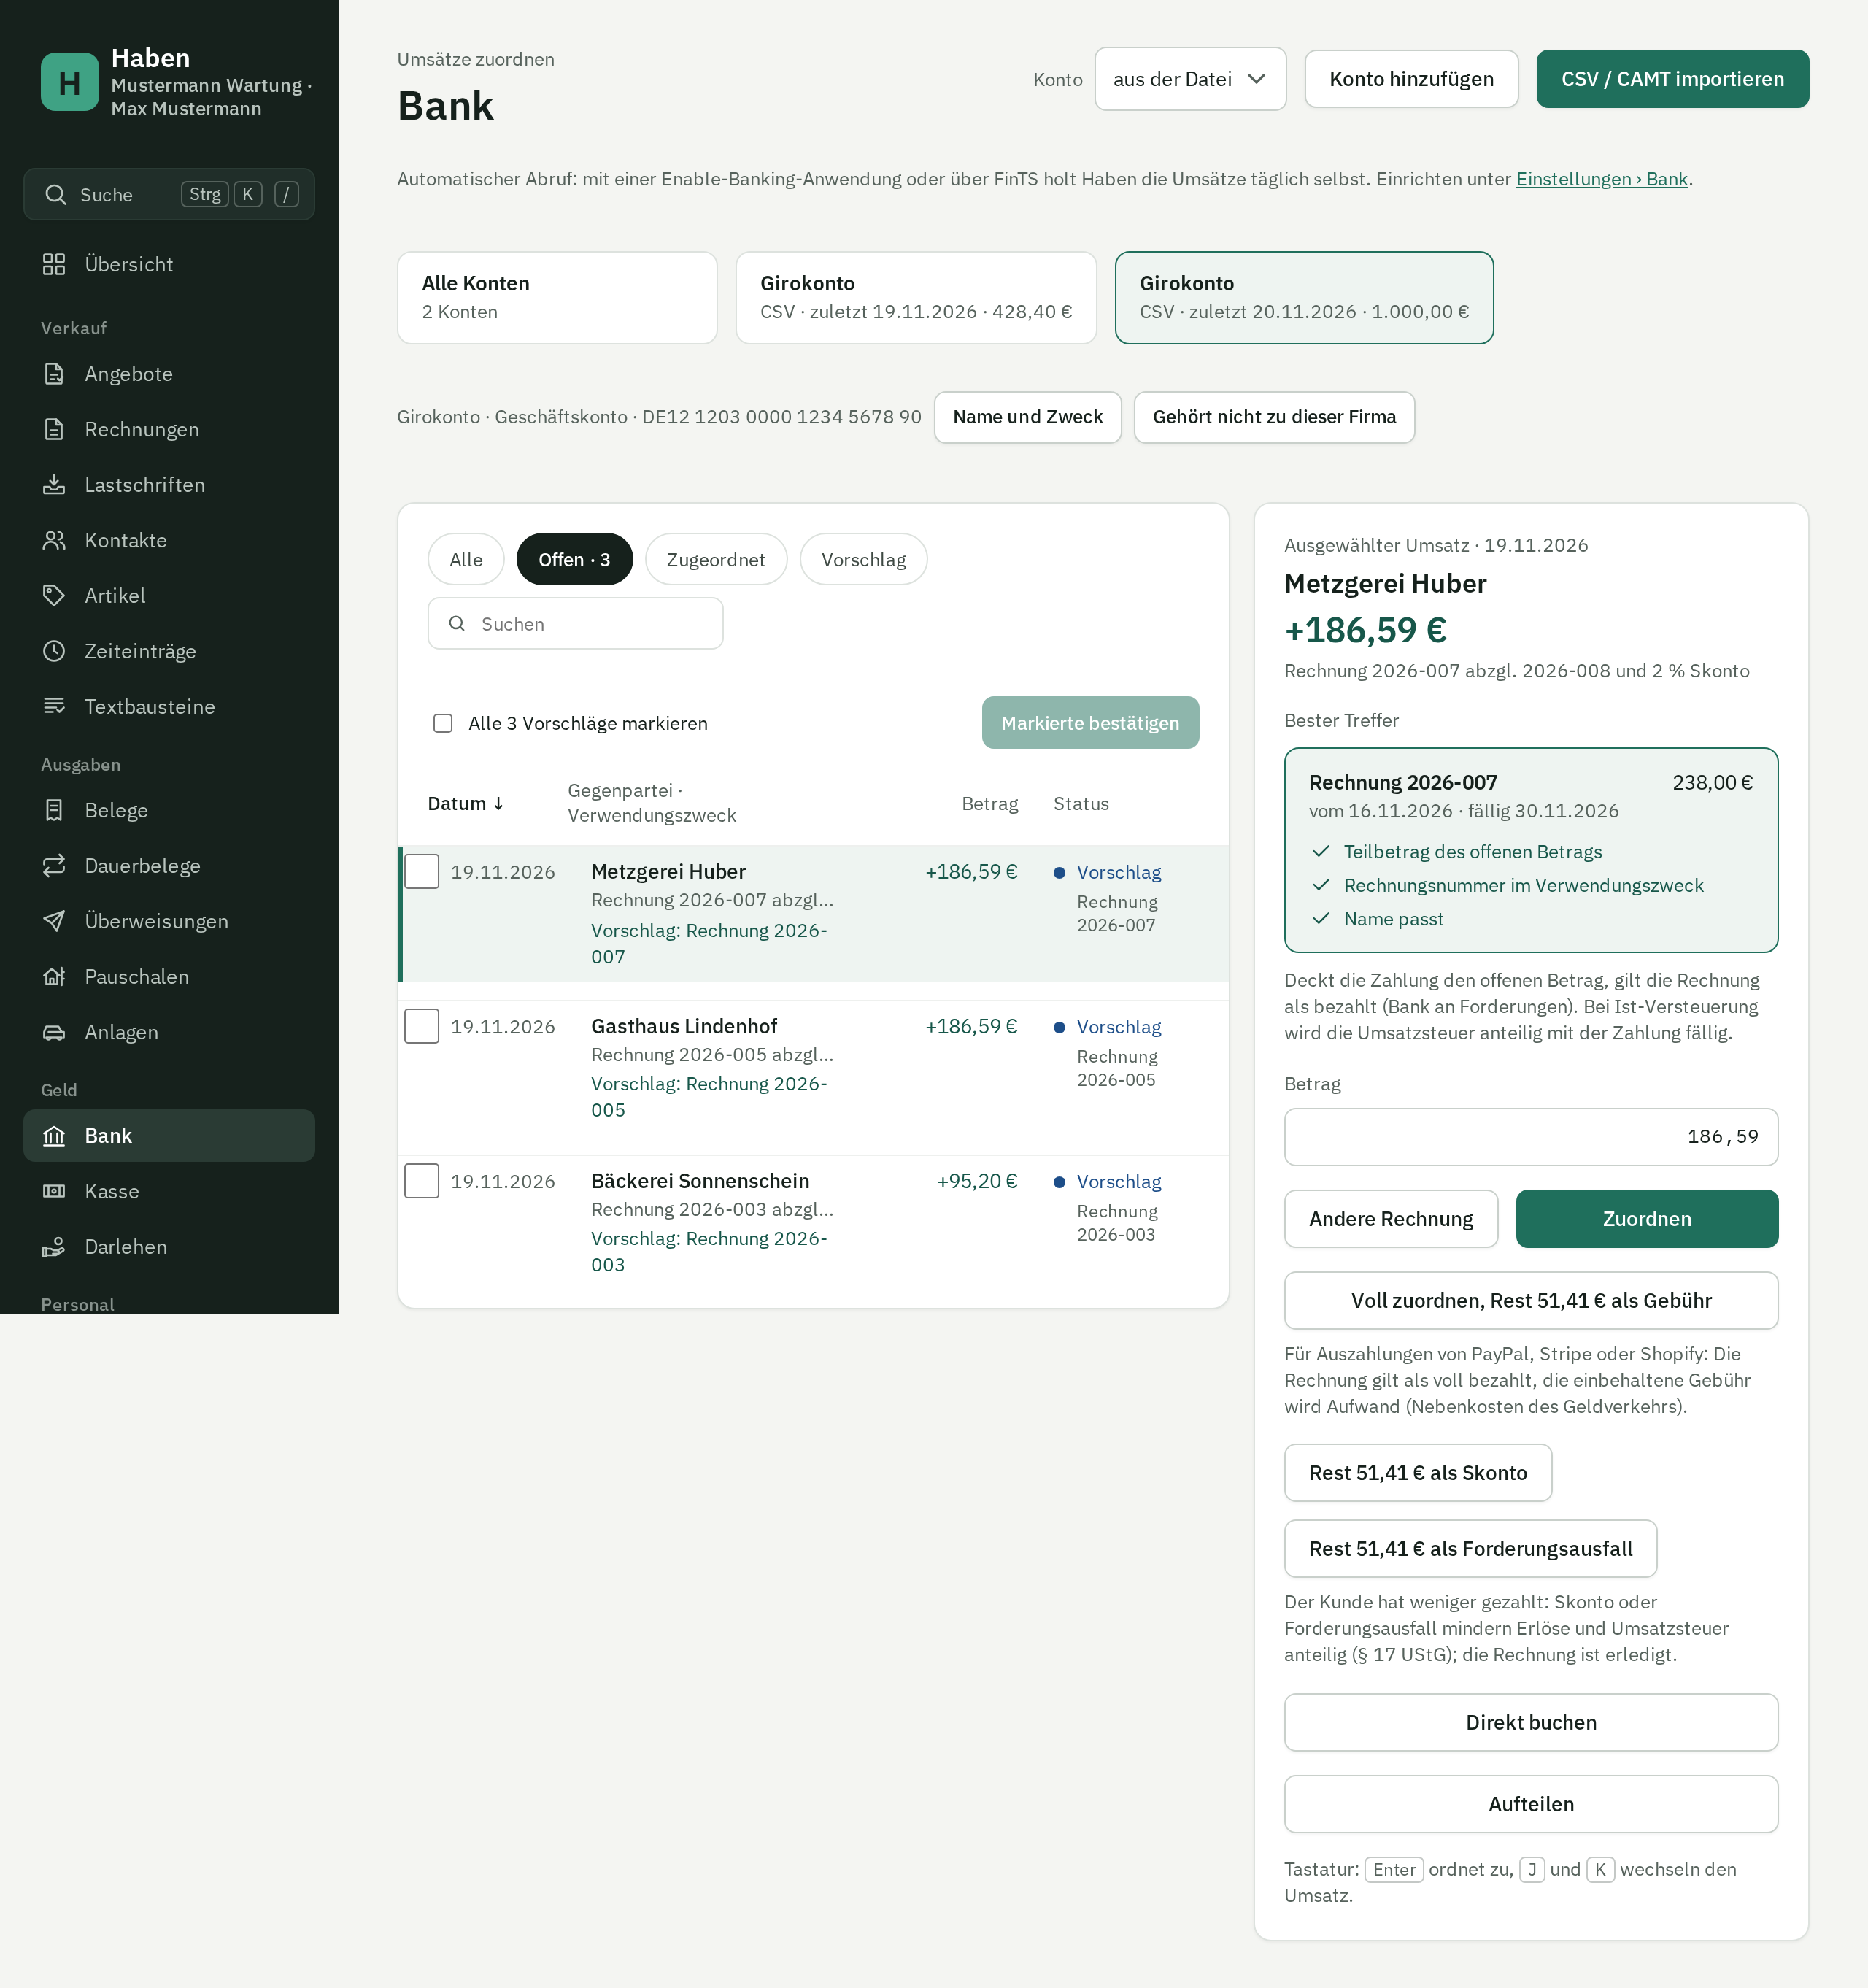 H
Haben
Mustermann Wartung ·
Max Mustermann
Suche Strg K /
Übersicht
Verkauf
Angebote
Rechnungen
Lastschriften
Kontakte
Artikel
Zeiteinträge
Textbausteine
Ausgaben
Belege
Dauerbelege
Überweisungen
Pauschalen
Anlagen
Geld
Bank
Kasse
Darlehen
Personal
Umsätze zuordnen
Bank
Konto aus der Datei Konto hinzufügen CSV / CAMT importieren
Automatischer Abruf: mit einer Enable-Banking-Anwendung oder über FinTS holt Haben die Umsätze täglich selbst. Einrichten unter Einstellungen › Bank.
Alle Konten
2 Konten
Girokonto
CSV · zuletzt 19.11.2026 · 428,40 €
Girokonto
CSV · zuletzt 20.11.2026 · 1.000,00 €
Girokonto · Geschäftskonto · DE12 1203 0000 1234 5678 90 Name und Zweck Gehört nicht zu dieser Firma
Alle Offen · 3 Zugeordnet Vorschlag
Suchen
Alle 3 Vorschläge markieren Markierte bestätigen
Datum ↓ Gegenpartei · Verwendungszweck Betrag Status
19.11.2026 Metzgerei Huber +186,59 € Vorschlag
Rechnung 2026-007 abzgl... Rechnung
Vorschlag: Rechnung 2026- 2026-007
007
19.11.2026 Gasthaus Lindenhof +186,59 € Vorschlag
Rechnung 2026-005 abzgl... Rechnung
Vorschlag: Rechnung 2026- 2026-005
005
19.11.2026 Bäckerei Sonnenschein +95,20 € Vorschlag
Rechnung 2026-003 abzgl... Rechnung
Vorschlag: Rechnung 2026- 2026-003
003
Ausgewählter Umsatz · 19.11.2026
Metzgerei Huber
+186,59 €
Rechnung 2026-007 abzgl. 2026-008 und 2 % Skonto
Bester Treffer
Rechnung 2026-007 238,00 €
vom 16.11.2026 · fällig 30.11.2026
Teilbetrag des offenen Betrags
Rechnungsnummer im Verwendungszweck
Name passt
Deckt die Zahlung den offenen Betrag, gilt die Rechnung
als bezahlt (Bank an Forderungen). Bei Ist-Versteuerung
wird die Umsatzsteuer anteilig mit der Zahlung fällig.
Betrag
186,59
Andere Rechnung Zuordnen
Voll zuordnen, Rest 51,41 € als Gebühr
Für Auszahlungen von PayPal, Stripe oder Shopify: Die
Rechnung gilt als voll bezahlt, die einbehaltene Gebühr
wird Aufwand (Nebenkosten des Geldverkehrs).
Rest 51,41 € als Skonto
Rest 51,41 € als Forderungsausfall
Der Kunde hat weniger gezahlt: Skonto oder
Forderungsausfall mindern Erlöse und Umsatzsteuer
anteilig (§ 17 UStG); die Rechnung ist erledigt.
Direkt buchen
Aufteilen
Tastatur: Enter ordnet zu, J und K wechseln den
Umsatz.